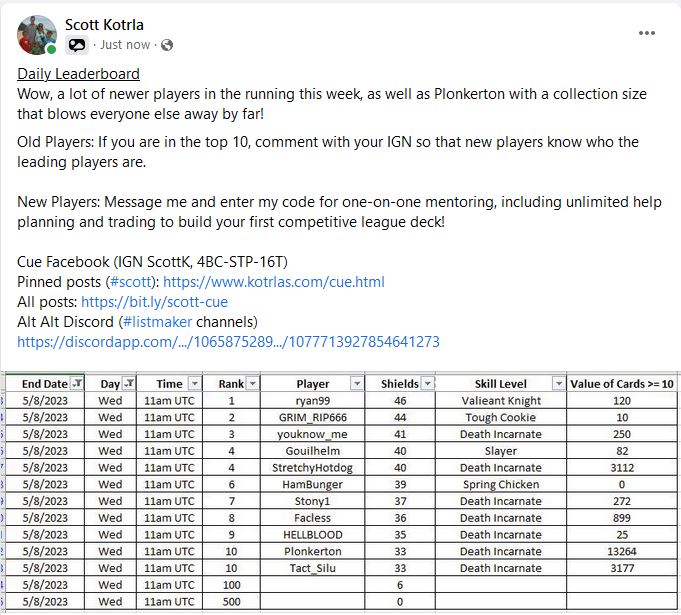 Scott Kotrla
· Just now ·
Daily Leaderboard
Wow, a lot of newer players in the running this week, as well as Plonkerton with a collection size
that blows everyone else away by far!
Old Players: If you are in the top 10, comment with your IGN so that new players know who the
leading players are.
New Players: Message me and enter my code for one-on-one mentoring, including unlimited help
planning and trading to build your first competitive league deck!
Cue Facebook (IGN ScottK, 4BC-STP-16T)
Pinned posts (#scott): https://www.kotrlas.com/cue.html
All posts: https://bit.ly/scott-cue
Alt Alt Discord (#listmaker channels)
https://discordapp.com/.../1065875289.../1077713927854641273
End Date Day Time Rank Player Shields Skill Level Value of Cards >= 10
5/8/2023 Wed 11am UTC 1 ryan99 46 Valieant Knight 120
5/8/2023 Wed 11am UTC 2 GRIM_RIP666 44 Tough Cookie 10
5/8/2023 Wed 11am UTC 3 youknow_me 41 Death Incarnate 250
5/8/2023 Wed 11am UTC 4 Gouilhelm 40 Slayer 82
5/8/2023 Wed 11am UTC 4 StretchyHotdog 40 Death Incarnate 3112
5/8/2023 Wed 11am UTC 6 HamBunger 39 Spring Chicken 0
5/8/2023 Wed 11am UTC 7 Stony1 37 Death Incarnate 272
5/8/2023 Wed 11am UTC 8 Facless 36 Death Incarnate 899
5/8/2023 Wed 11am UTC 9 HELLBLOOD 35 Death Incarnate 25
5/8/2023 Wed 11am UTC 10 Plonkerton 33 Death Incarnate 13264
5/8/2023 Wed 11am UTC 10 Tact_Silu 33 Death Incarnate 3177
5/8/2023 Wed 11am UTC 100 6
5/8/2023 Wed 11am UTC 500 0